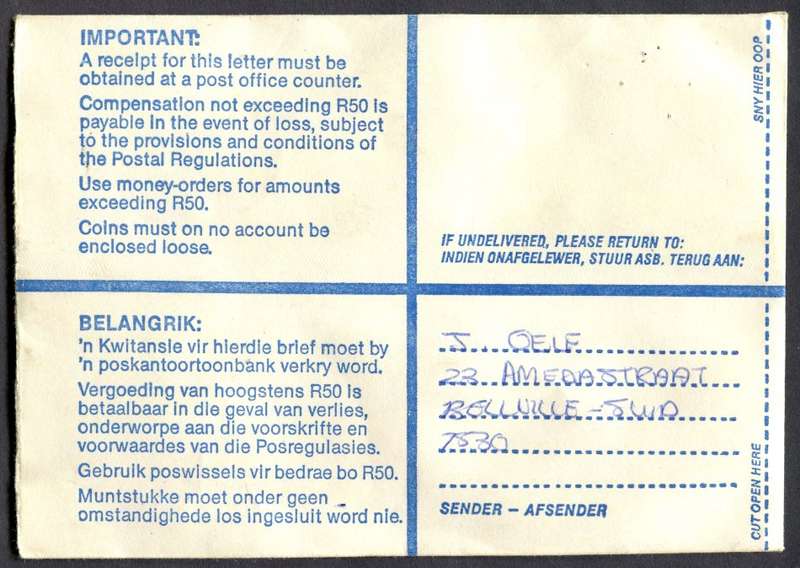 IMPORTANT:
A receipt for this letter must be
obtained at a post office counter.
Compensation not exceeding R50 is
payable in the event of loss, subject
to the provisions and conditions of
the Postal Regulations.
Use money-orders for amounts
exceeding R50.
Coins must on no account be
enclosed loose.
SNY HIER OOP
IF UNDELIVERED, PLEASE RETURN TO:
INDIEN ONAFGELEWER, STUUR ASB. TERUG AAN:
BELANGRIK:
'n Kwitansie vir hierdie brief moet by
'n poskantoortoonbank verkry word.
Vergoeding van hoogstens R50 is
betaalbaar in die geval van verlies,
onderworpe aan die voorskrifte en
voorwaardes van die Posregulasies.
Gebruik poswissels vir bedrae bo R50.
Muntstukke moet onder geen
omstandighede los ingesluit word nie.
J. OELF
22 AMEDASTRAAT
BELLVILLE-SUID
7530
SENDER – AFSENDER
CUT OPEN HERE